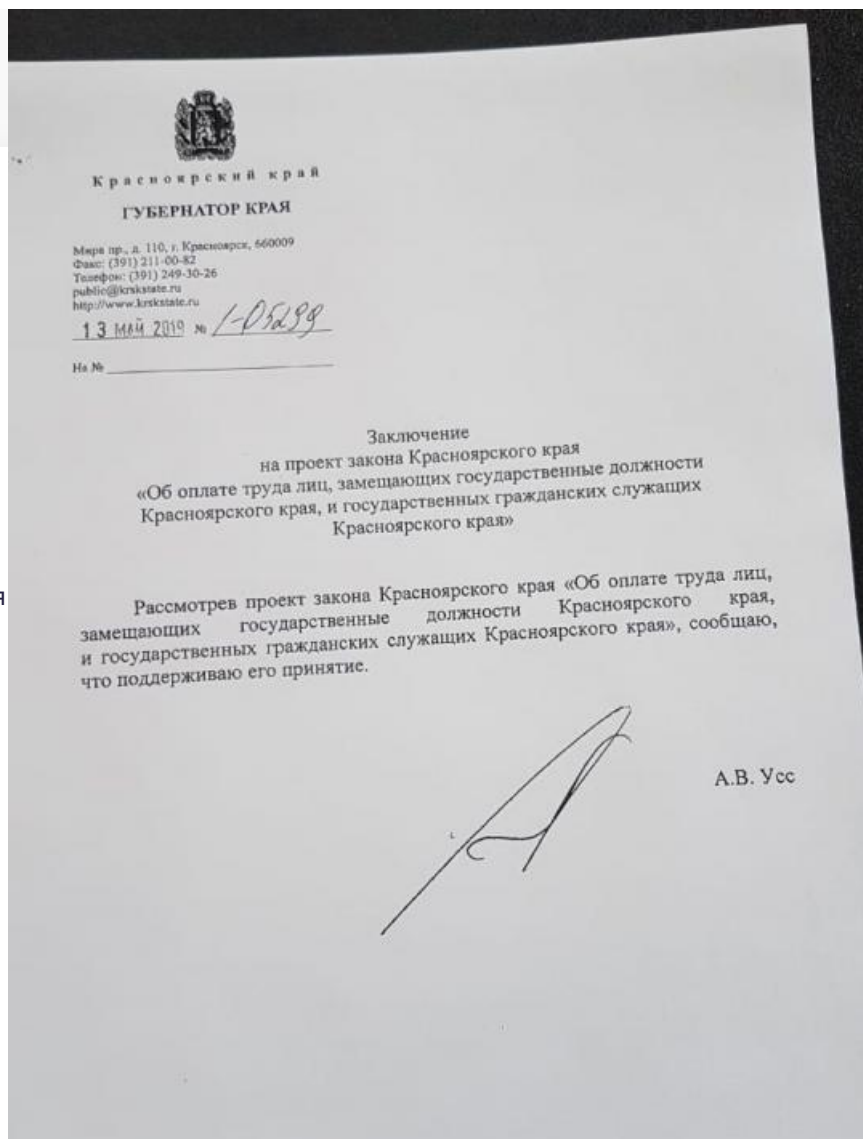 Красноярский край
ГУБЕРНАТОР КРАЯ
Мира пр., д. 110, г. Красноярск, 660009
Факс: (391) 211-00-82
Телефон: (391) 249-30-26
public@krskstate.ru
http://www.krskstate.ru
13 МАЙ 2019 № 1-05299
На №
Заключение
на проект закона Красноярского края
«Об оплате труда лиц, замещающих государственные должности
Красноярского края, и государственных гражданских служащих
Красноярского края»
Рассмотрев проект закона Красноярского края «Об оплате труда лиц,
замещающих государственные должности Красноярского края,
и государственных гражданских служащих Красноярского края», сообщаю,
что поддерживаю его принятие.
А.В. Усс
я